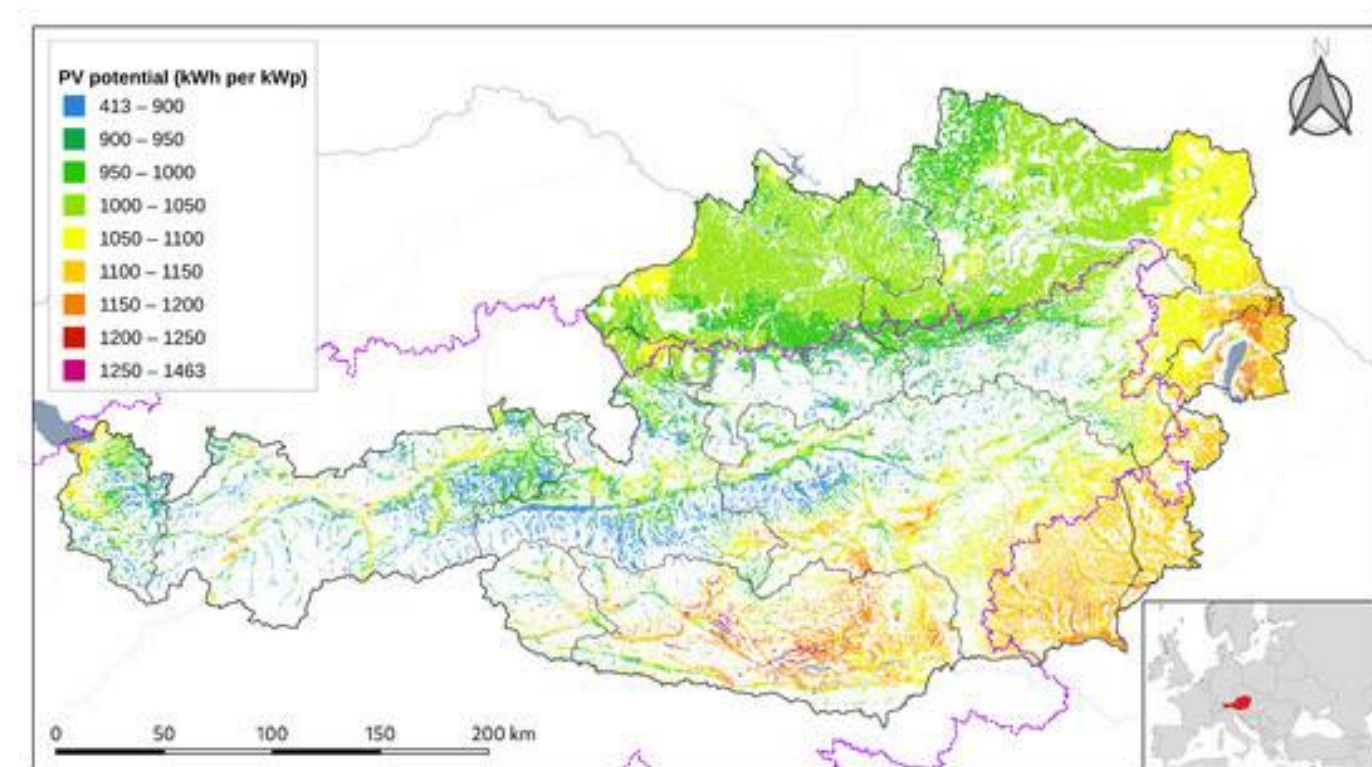 PV potential (kWh per kWp)
413 – 900
900 – 950
950 – 1000
1000 – 1050
1050 – 1100
1100 – 1150
1150 – 1200
1200 – 1250
1250 – 1463
N
0 50 100 150 200 km